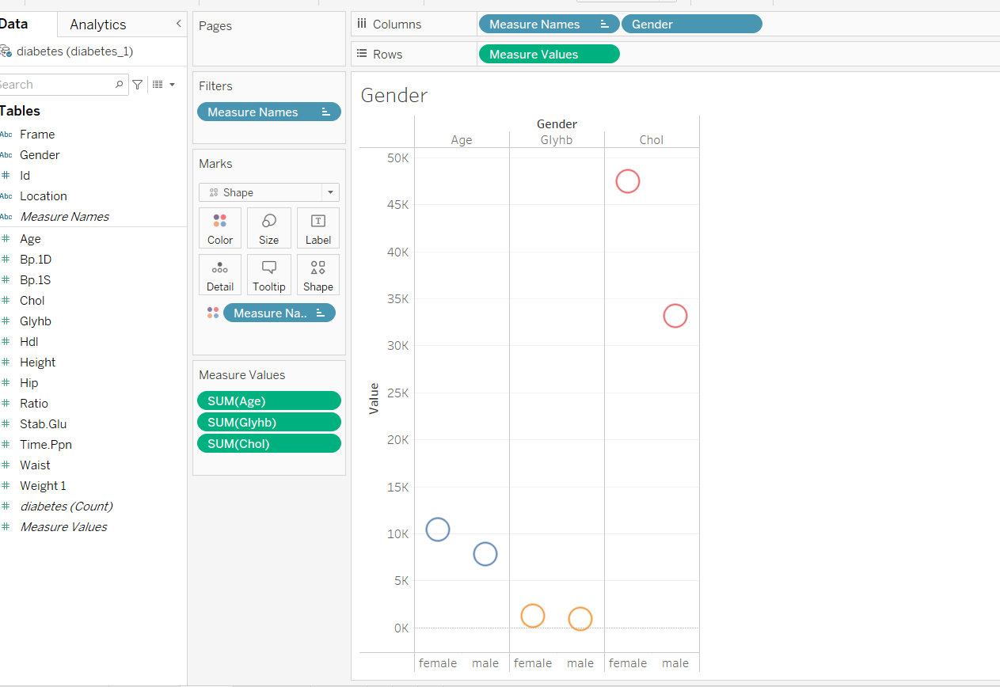 Data
Analytics
diabetes (diabetes_1)
Search
Tables
Abc Frame
Abc Gender
# Id
Abc Location
Abc Measure Names
# Age
# Bp.1D
# Bp.1S
# Chol
# Glyhb
# Hdl
# Height
# Hip
# Ratio
# Stab.Glu
# Time.Ppn
# Waist
# Weight 1
# diabetes (Count)
# Measure Values
Pages
Filters
Measure Names
Marks
Shape
Color Size Label
Detail Tooltip Shape
Measure Na..
Measure Values
SUM(Age)
SUM(Glyhb)
SUM(Chol)
Columns Measure Names Gender
Rows Measure Values
Gender
Gender
Age Glyhb Chol
50K
45K
40K
35K
30K
25K
20K
15K
10K
5K
0K
Value
female male female male female male